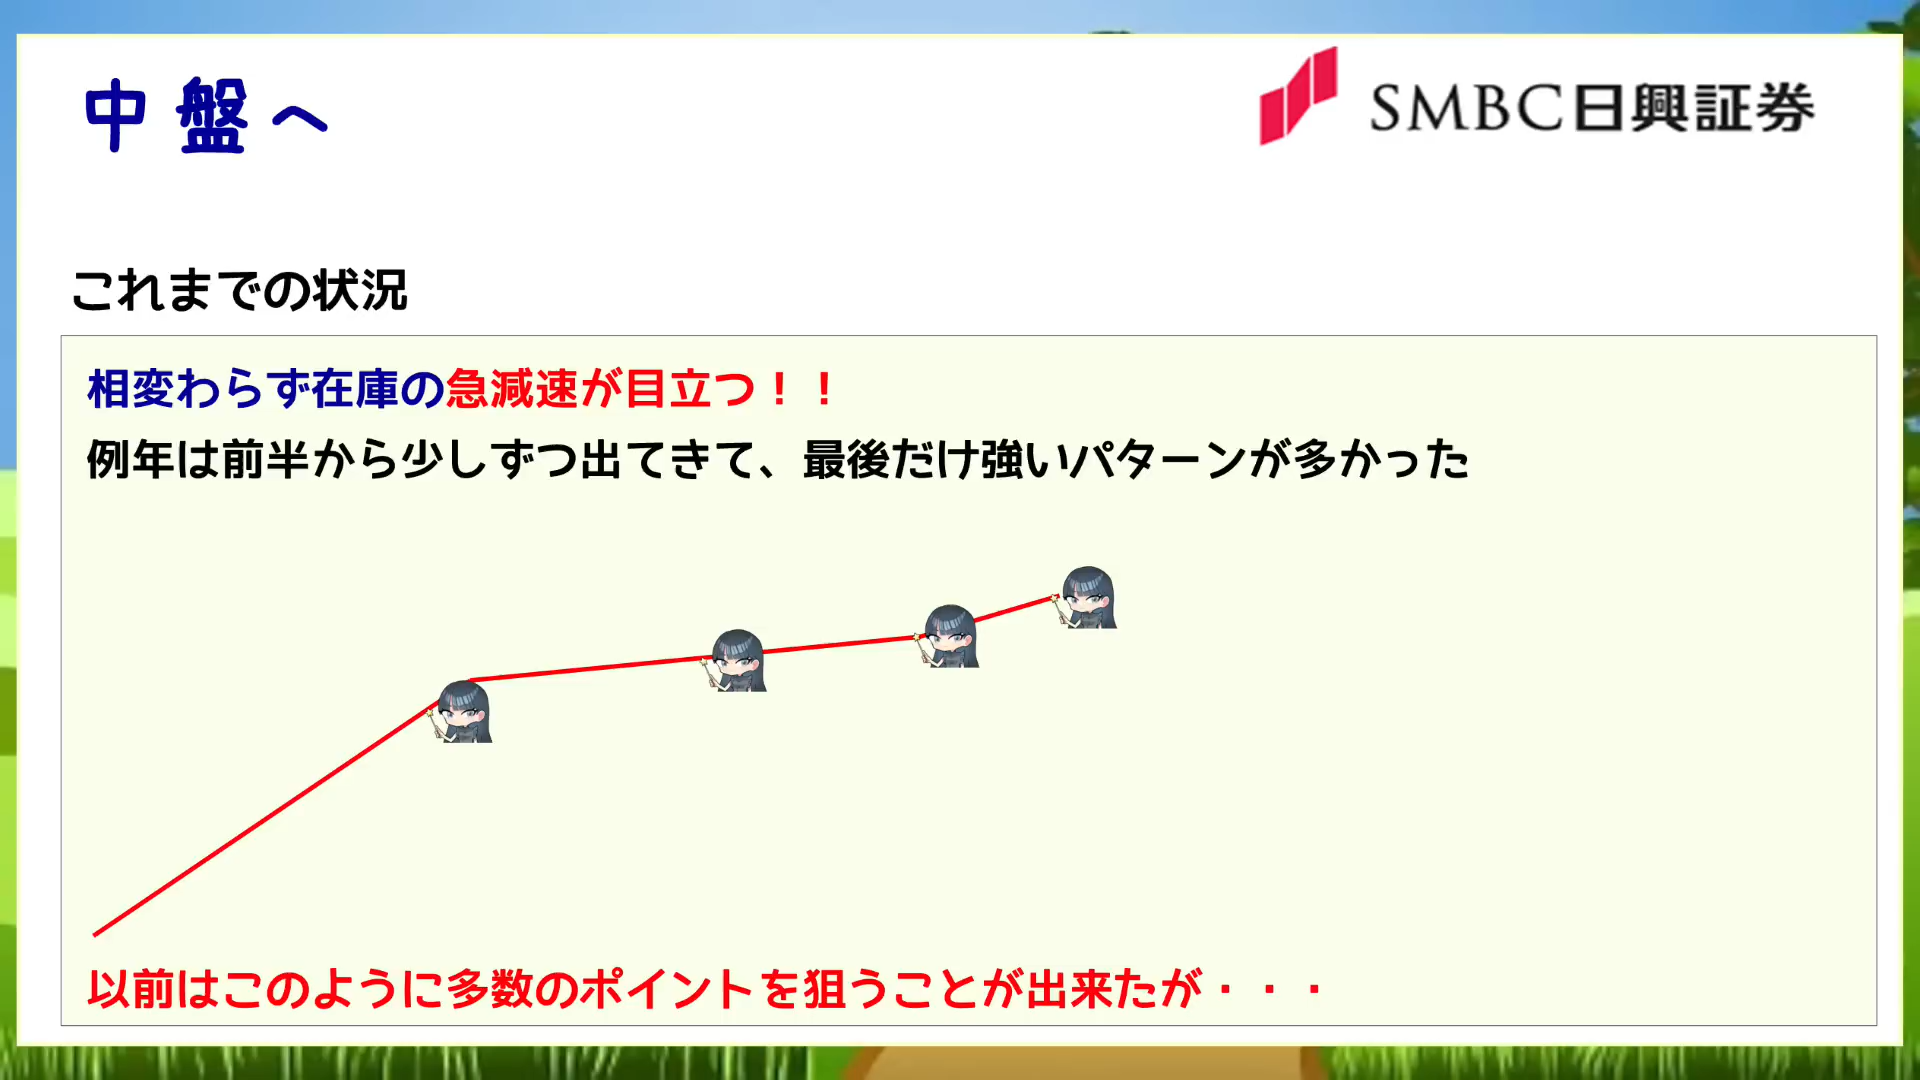 中盤へ
SMBC日興証券
これまでの状況
相変わらず在庫の急減速が目立つ！！
例年は前半から少しずつ出てきて、最後だけ強いパターンが多かった
以前はこのように多数のポイントを狙うことが出来たが・・・